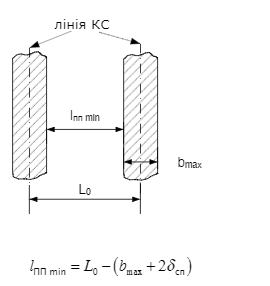 лінія КС
lпп min
bmax
L0
lПП min = L0 − (bmax + 2δсп)